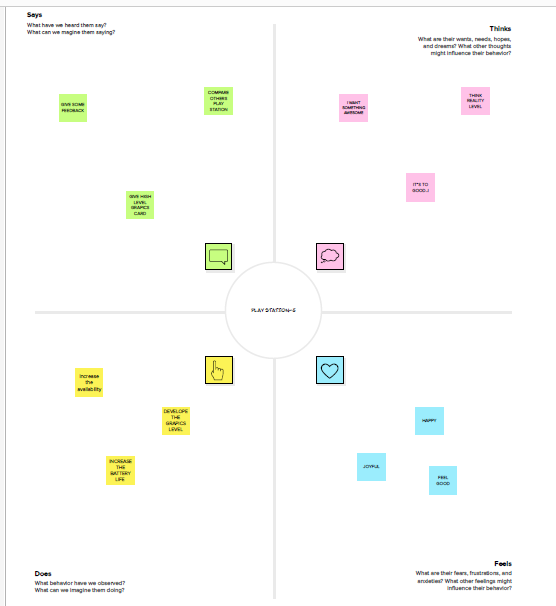 Says
What have we heard them say?
What can we magine them saying?
Thinks
What are their wants, needs, hopes,
and dreams? What other thoughts
might influence their behavior?
GIVE SOME
FEEDBACK
COMPARE
OTHERS
PLAY
STATION
GIVE HIGH
LEVEL
GRAPICS
CARD
I WANT
SOMETHING
AWESOME
THINK
REALITY
LEVEL
IT'S TO
GOOD..!
PLAY STATION-5
Increase
the
availability
DEVELOPE
THE
GRAPICS
LEVEL
INCREASE
THE
BATTERY
LIFE
HAPPY
JOYFUL
FEEL
GOOD
Does
What behavior have we observed?
What can we imagine them doing?
Feels
What are their fears, frustrations, and
anxieties? What other feelings might
influence their behavior?